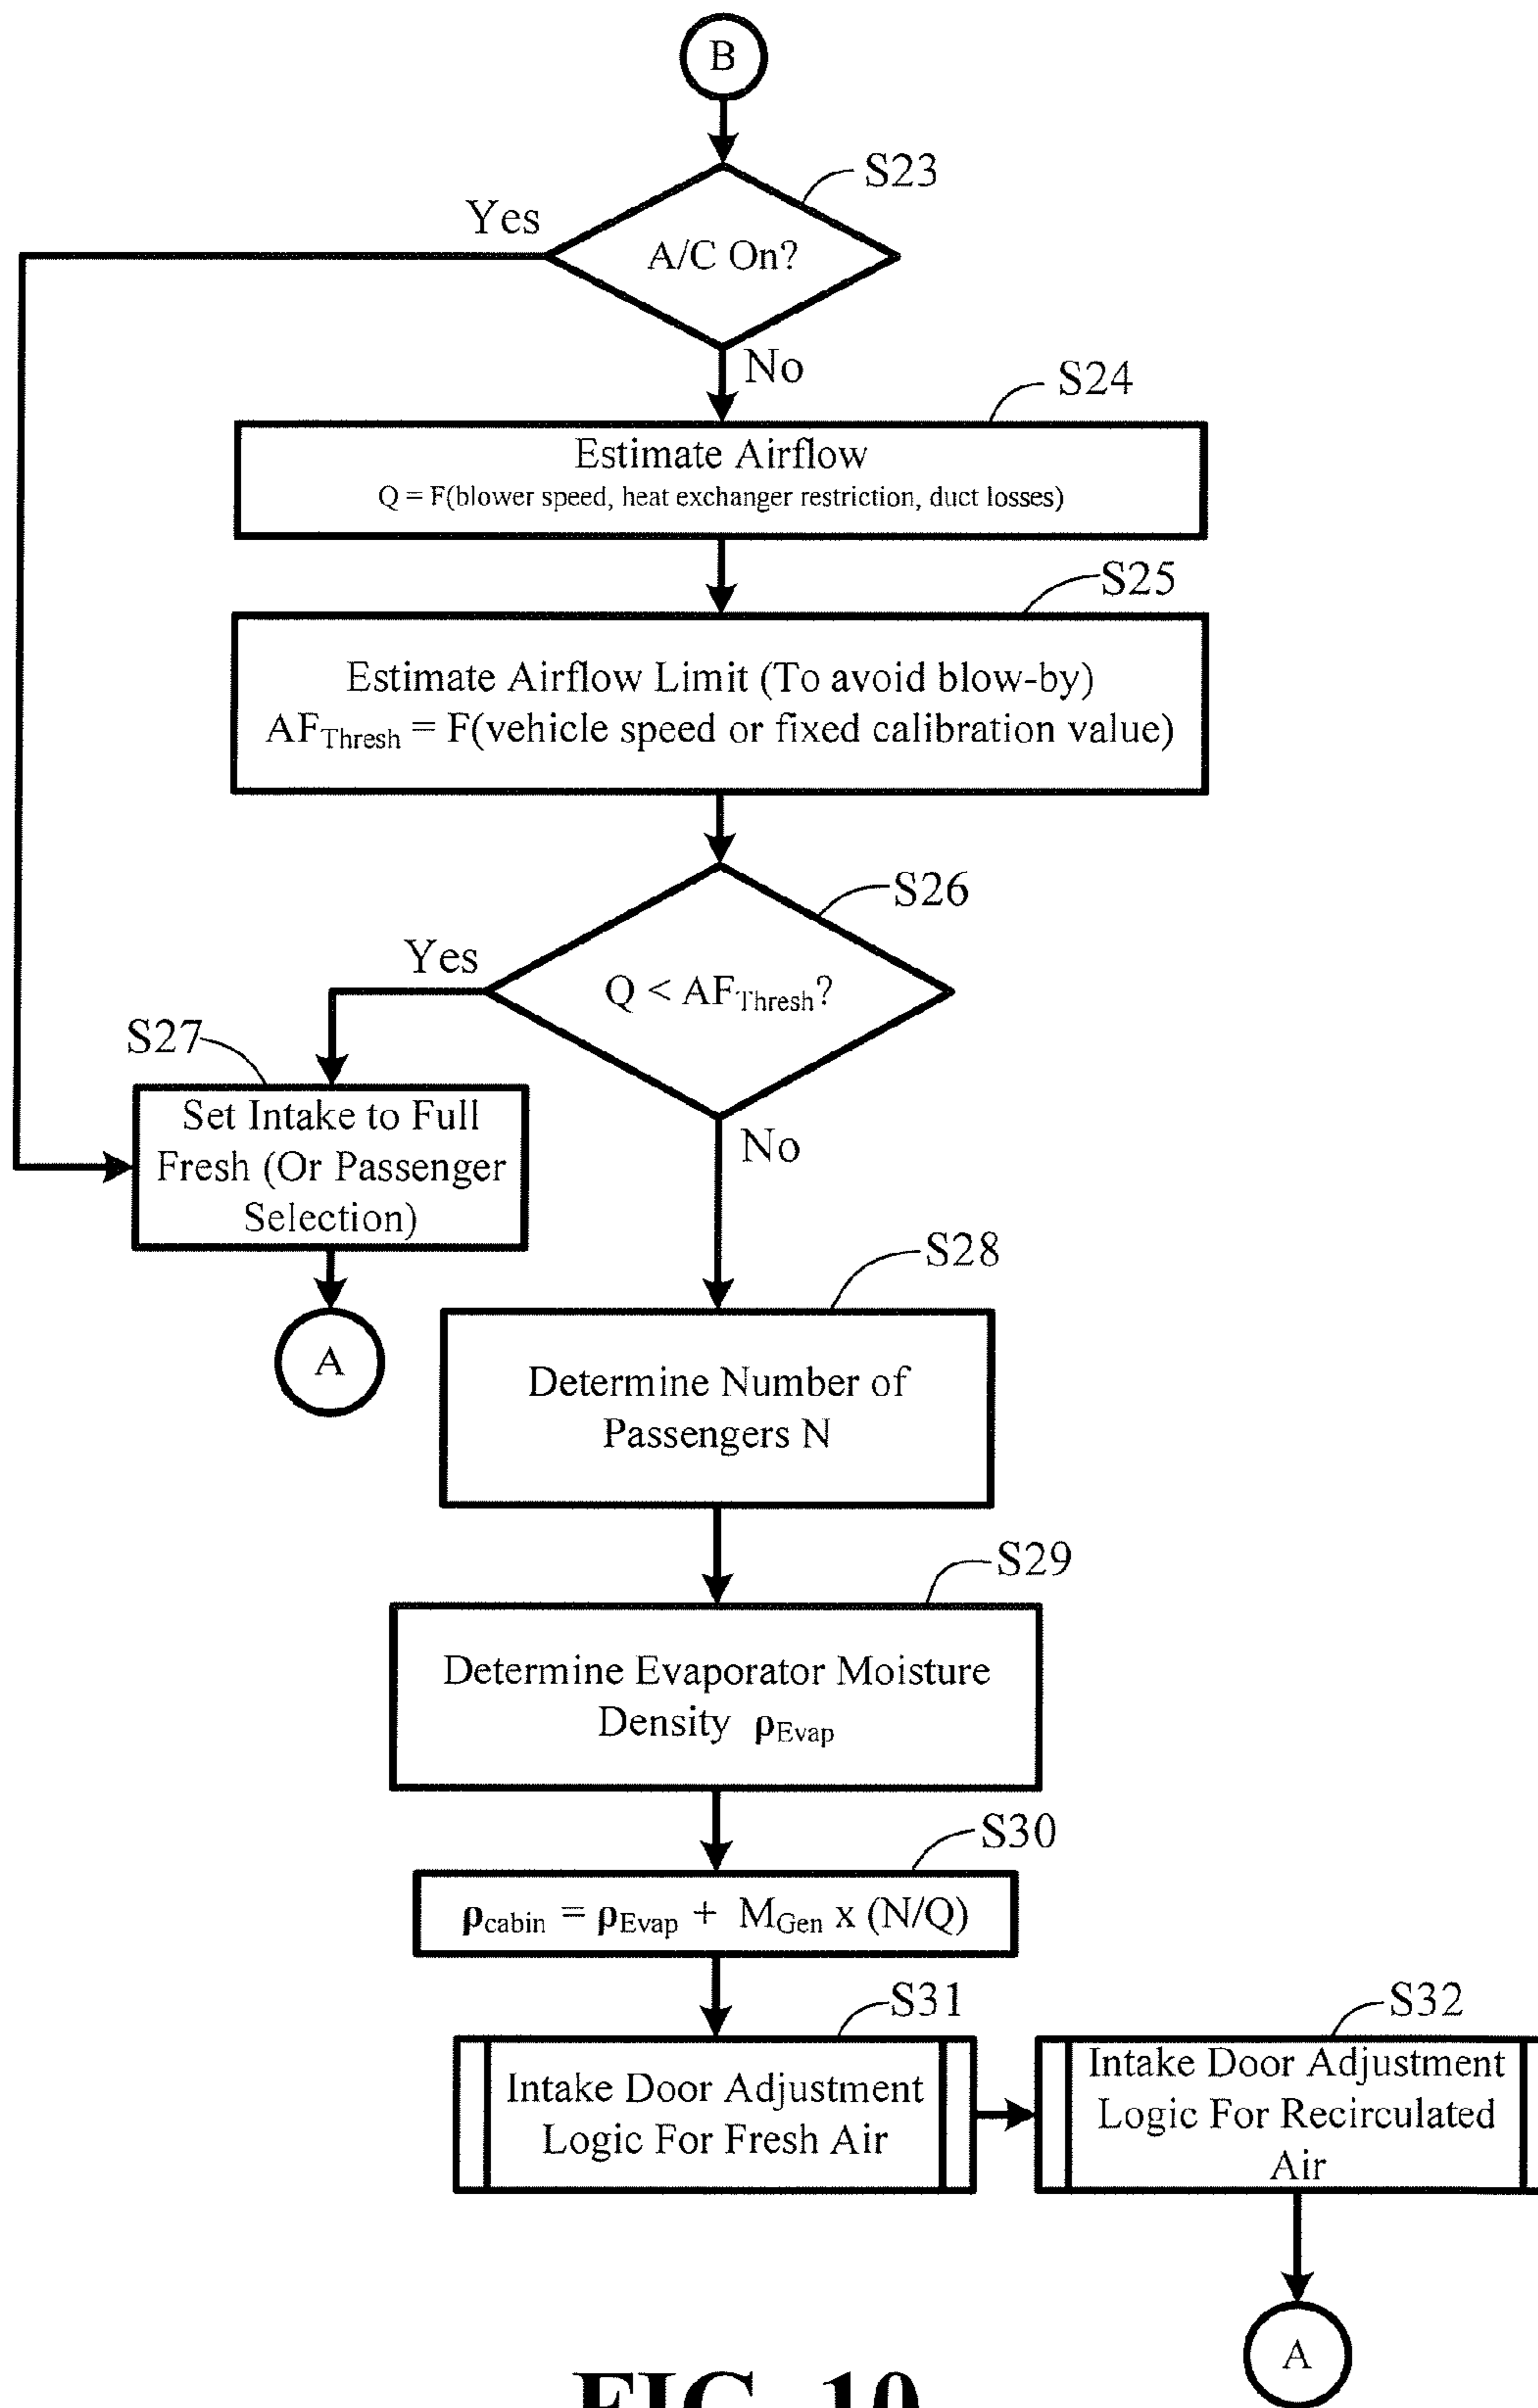 B
S23
Yes
A/C On?
No
S24
Estimate Airflow
Q = F(blower speed, heat exchanger restriction, duct losses)
S25
Estimate Airflow Limit (To avoid blow-by)
AFThresh = F(vehicle speed or fixed calibration value)
S26
Yes
Q < AFThresh?
S27
Set Intake to Full
Fresh (Or Passenger
Selection)
No
A
S28
Determine Number of
Passengers N
S29
Determine Evaporator Moisture
Density ρEvap
S30
ρcabin = ρEvap + MGen x (N/Q)
S31
Intake Door Adjustment
Logic For Fresh Air
S32
Intake Door Adjustment
Logic For Recirculated
Air
A
FIG. 10